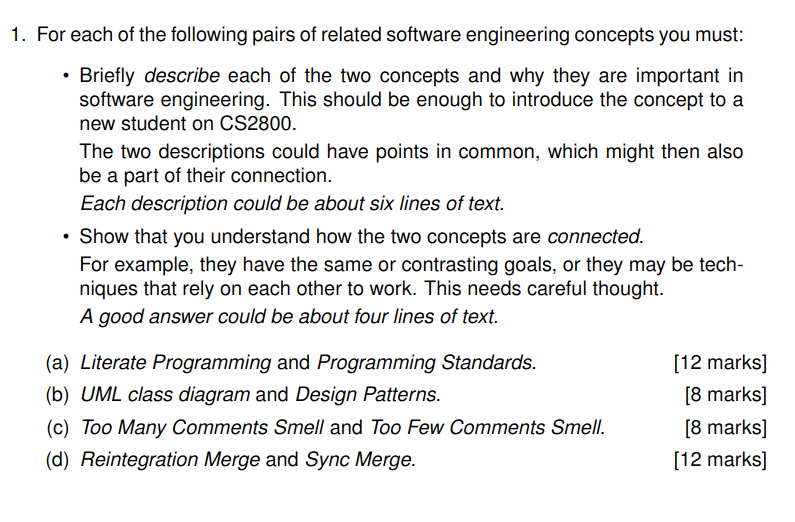 1. For each of the following pairs of related software engineering concepts you must:
• Briefly describe each of the two concepts and why they are important in
software engineering. This should be enough to introduce the concept to a
new student on CS2800.
The two descriptions could have points in common, which might then also
be a part of their connection.
Each description could be about six lines of text.
• Show that you understand how the two concepts are connected.
For example, they have the same or contrasting goals, or they may be tech-
niques that rely on each other to work. This needs careful thought.
A good answer could be about four lines of text.
(a) Literate Programming and Programming Standards. [12 marks]
(b) UML class diagram and Design Patterns. [8 marks]
(c) Too Many Comments Smell and Too Few Comments Smell. [8 marks]
(d) Reintegration Merge and Sync Merge. [12 marks]